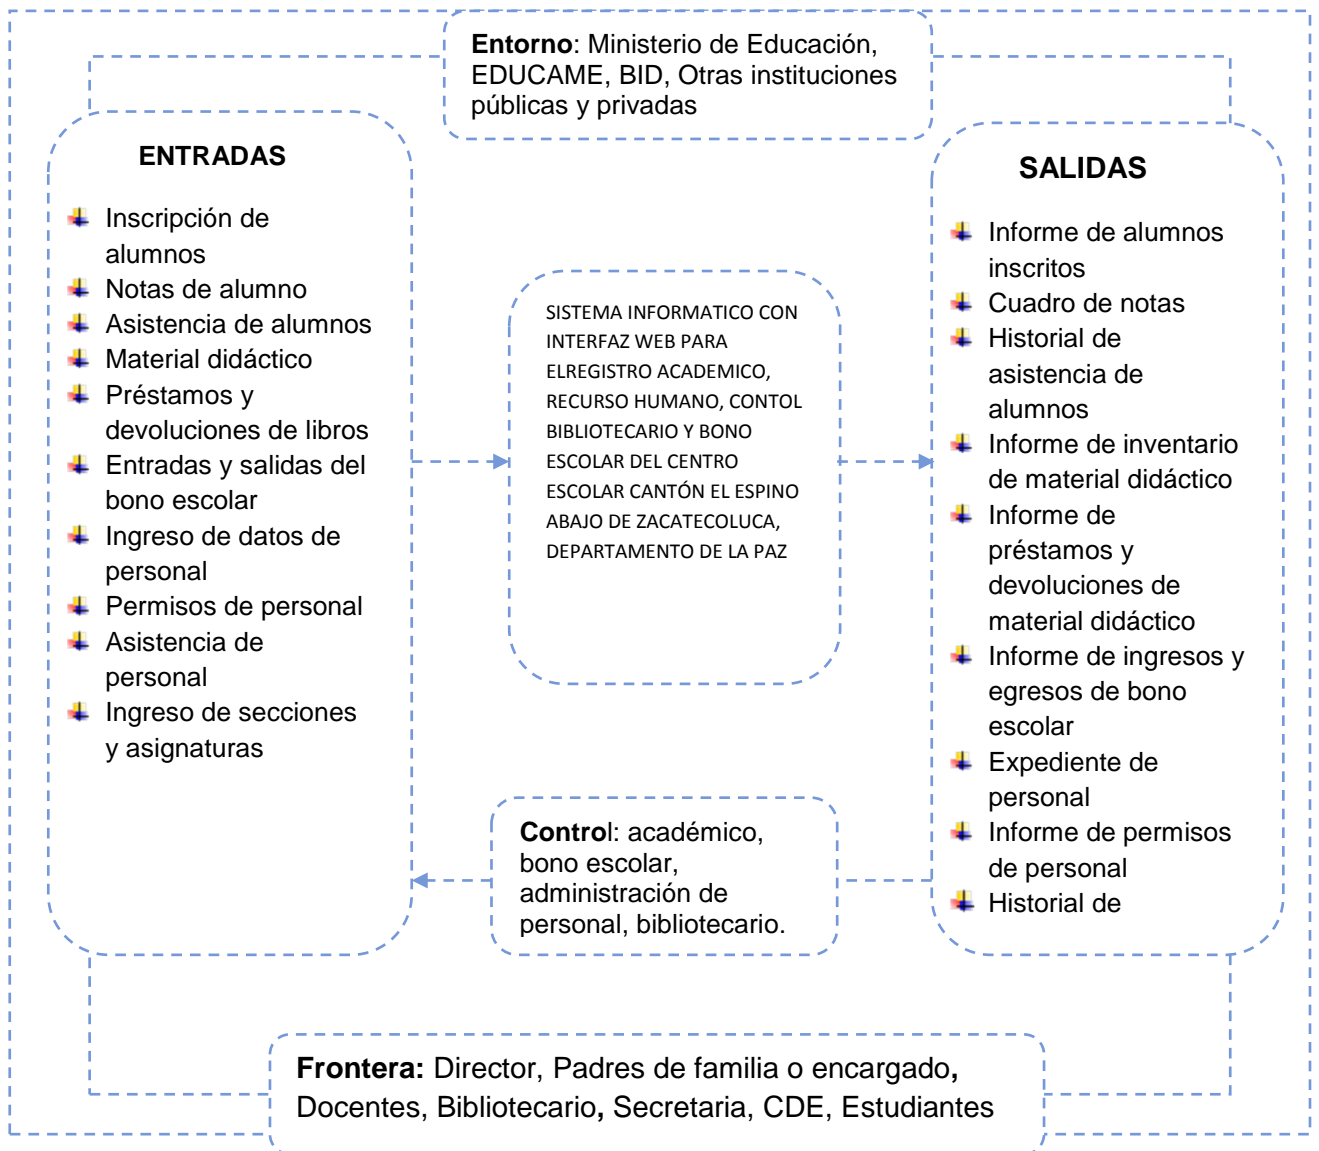 Entorno: Ministerio de Educación,
EDUCAME, BID, Otras instituciones
públicas y privadas
ENTRADAS
Inscripción de
alumnos
Notas de alumno
Asistencia de alumnos
Material didáctico
Préstamos y
devoluciones de libros
Entradas y salidas del
bono escolar
Ingreso de datos de
personal
Permisos de personal
Asistencia de
personal
Ingreso de secciones
y asignaturas
SISTEMA INFORMATICO CON
INTERFAZ WEB PARA
ELREGISTRO ACADEMICO,
RECURSO HUMANO, CONTOL
BIBLIOTECARIO Y BONO
ESCOLAR DEL CENTRO
ESCOLAR CANTÓN EL ESPINO
ABAJO DE ZACATECOLUCA,
DEPARTAMENTO DE LA PAZ
SALIDAS
Informe de alumnos
inscritos
Cuadro de notas
Historial de
asistencia de
alumnos
Informe de inventario
de material didáctico
Informe de
préstamos y
devoluciones de
material didáctico
Informe de ingresos y
egresos de bono
escolar
Expediente de
personal
Informe de permisos
de personal
Historial de
Control: académico,
bono escolar,
administración de
personal, bibliotecario.
Frontera: Director, Padres de familia o encargado,
Docentes, Bibliotecario, Secretaria, CDE, Estudiantes